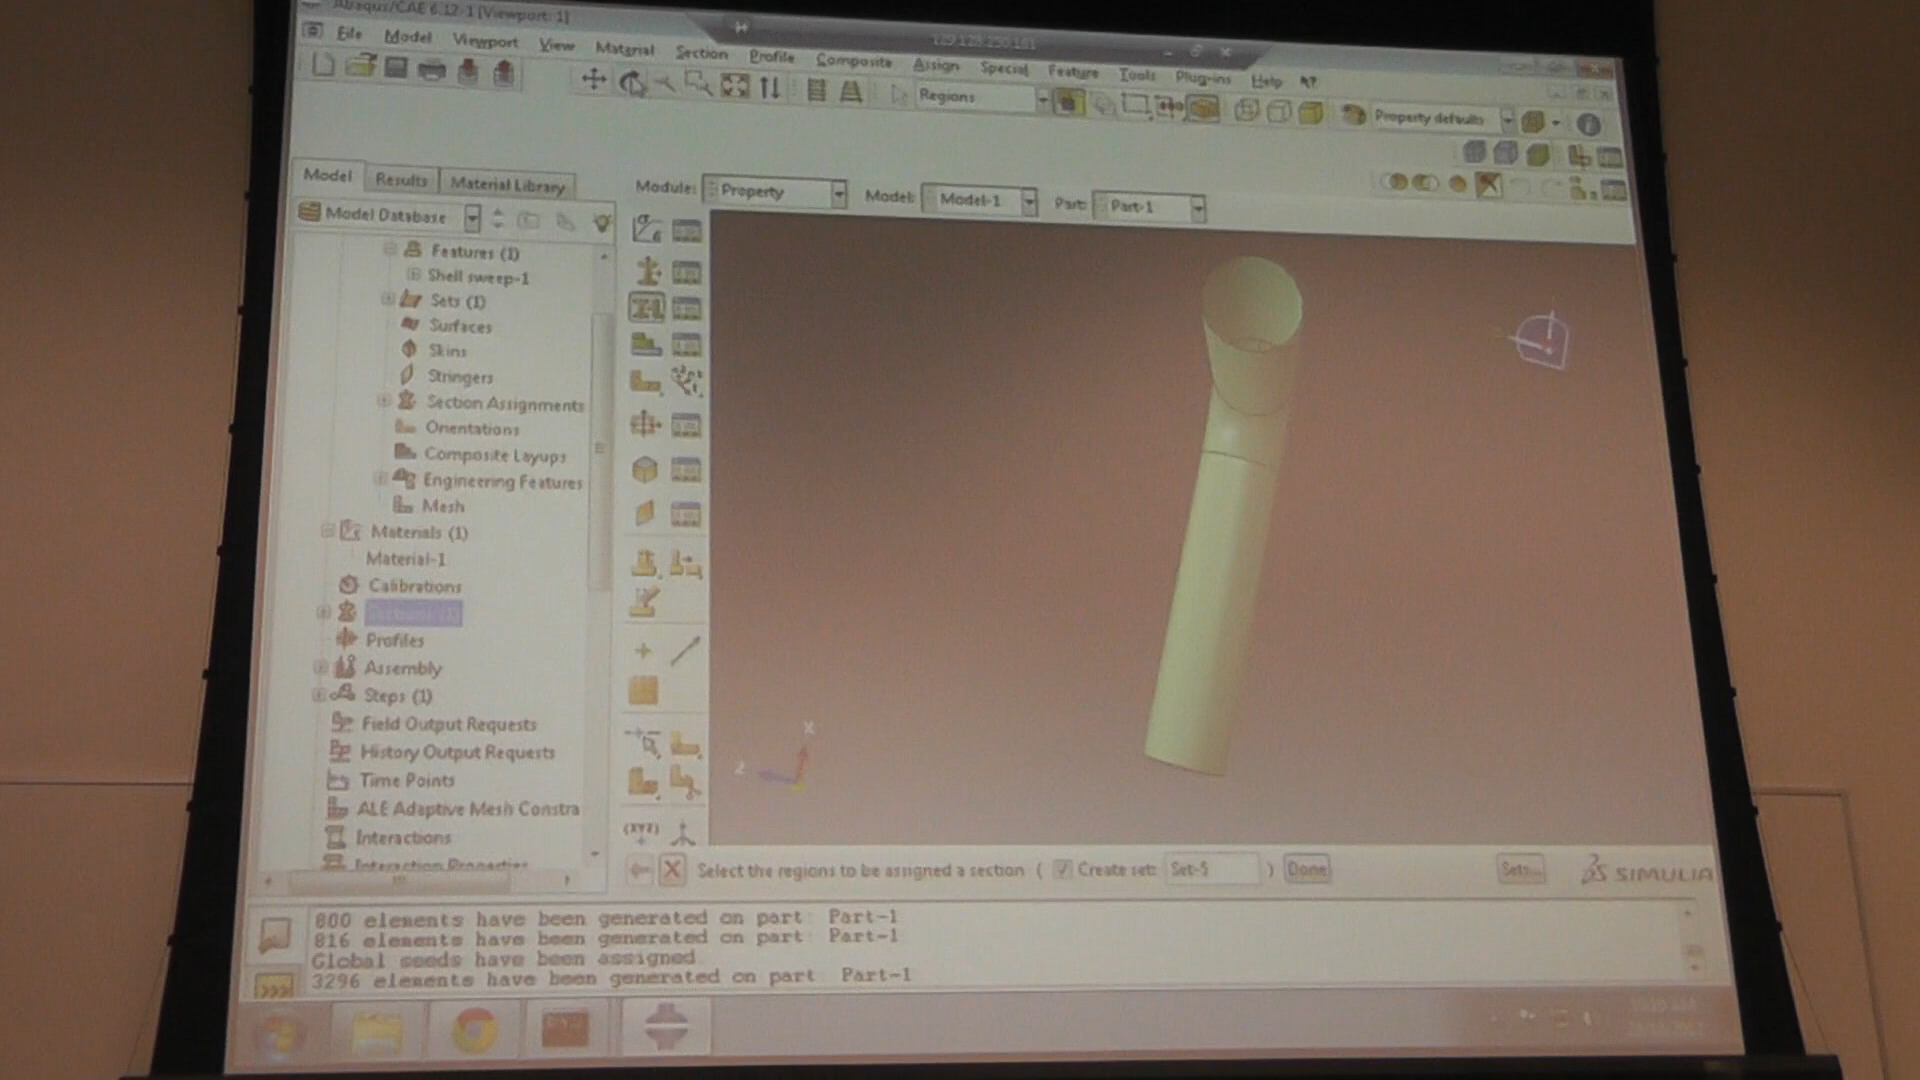 Abaqus/CAE 6.12-1 [Viewport: 1]
File Model Viewport View Material Section Profile Composite Assign Special Feature Tools Plug-ins Help
Regions
Property defaults
Model Results Material Library
Module: Property Model: Model-1 Part: Part-1
Model Database
Features (1)
Shell sweep-1
Sets (1)
Surfaces
Skins
Stringers
Section Assignments
Orientations
Composite Layups
Engineering Features
Mesh
Materials (1)
Material-1
Calibrations
Profiles
Assembly
Steps (1)
Field Output Requests
History Output Requests
Time Points
ALE Adaptive Mesh Constra
Interactions
Interaction Properties
(XYZ)
X
Z
Select the regions to be assigned a section ( Create set: Set-5 ) Done Sets... SIMULIA
800 elements have been generated on part: Part-1
816 elements have been generated on part: Part-1
Global seeds have been assigned.
3296 elements have been generated on part: Part-1
>>>